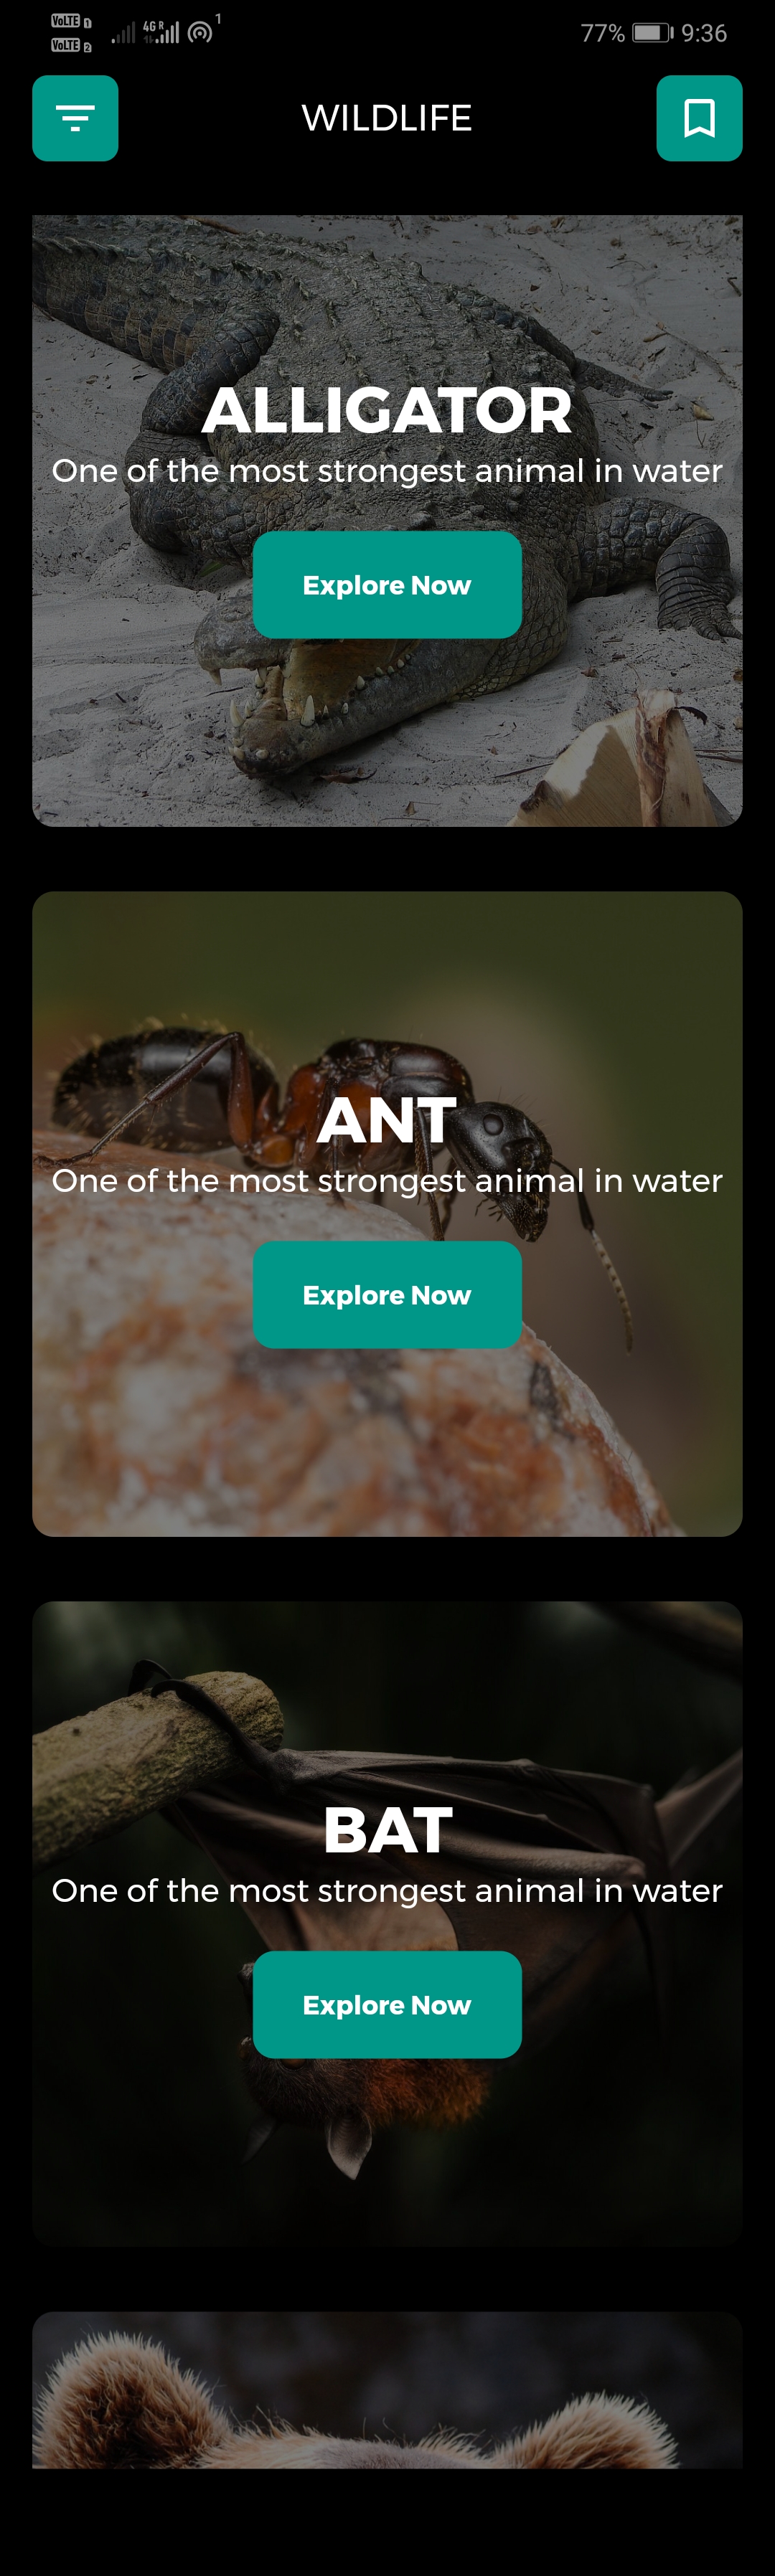 VoLTE 1
VoLTE 2
4G R
1
77% 9:36
WILDLIFE
ALLIGATOR
One of the most strongest animal in water
Explore Now
ANT
One of the most strongest animal in water
Explore Now
BAT
One of the most strongest animal in water
Explore Now